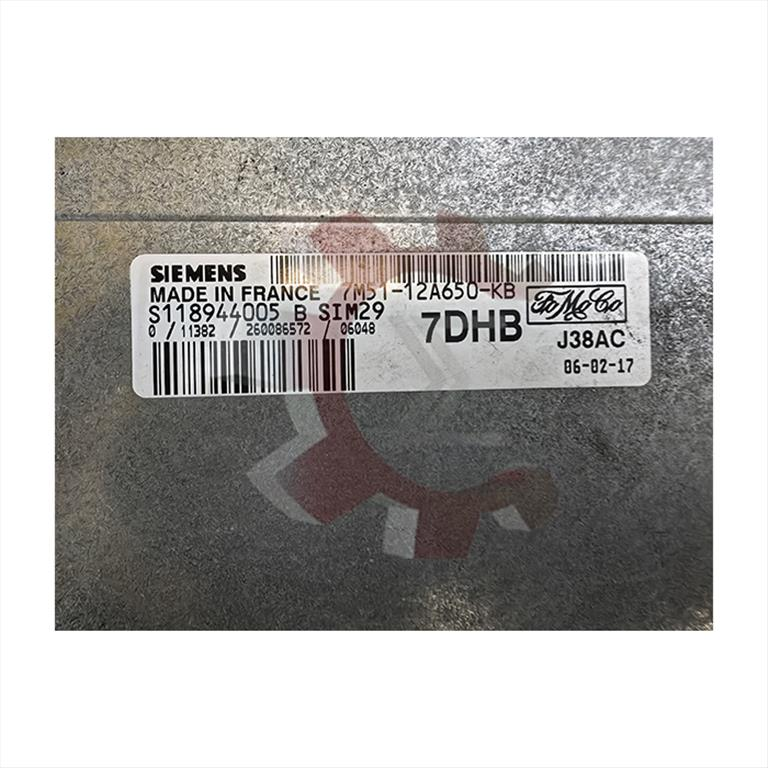 SIEMENS
MADE IN FRANCE 7M51-12A650-KB
S118944005 B SIM29
0 / 11382 / 260086572 / 06048
7DHB
FoMoCo
J38AC
06-02-17